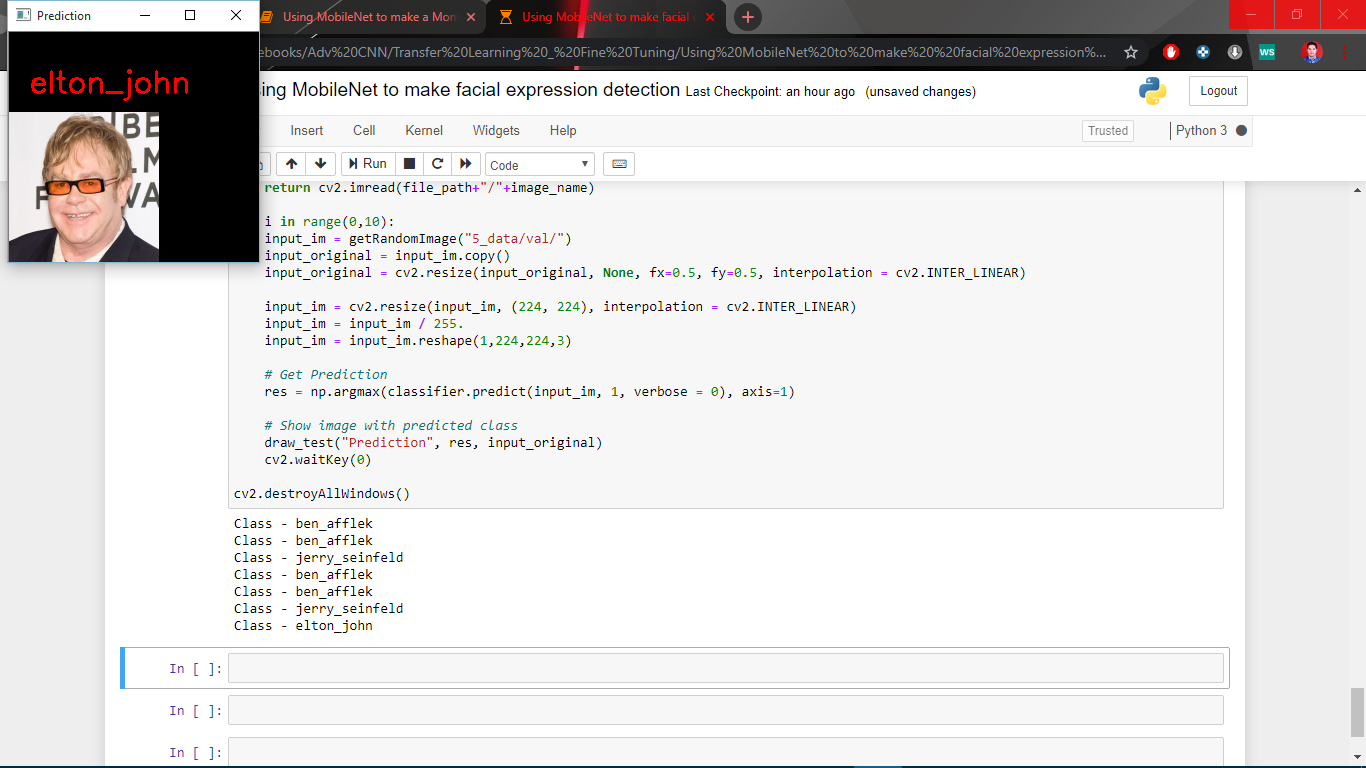 Prediction
Using MobileNet to make a Mon
Using MobileNet to make facial
elton_john
ebooks/Adv%20CNN/Transfer%20Learning%20_%20Fine%20Tuning/Using%20MobileNet%20to%20make%20%20facial%20expression%...
ws
ing MobileNet to make facial expression detection Last Checkpoint: an hour ago (unsaved changes)
Logout
Insert Cell Kernel Widgets Help
Trusted
Python 3
Run
Code
return cv2.imread(file_path+"/"+image_name)
i in range(0,10):
input_im = getRandomImage("5_data/val/")
input_original = input_im.copy()
input_original = cv2.resize(input_original, None, fx=0.5, fy=0.5, interpolation = cv2.INTER_LINEAR)
input_im = cv2.resize(input_im, (224, 224), interpolation = cv2.INTER_LINEAR)
input_im = input_im / 255.
input_im = input_im.reshape(1,224,224,3)
# Get Prediction
res = np.argmax(classifier.predict(input_im, 1, verbose = 0), axis=1)
# Show image with predicted class
draw_test("Prediction", res, input_original)
cv2.waitKey(0)
cv2.destroyAllWindows()
Class - ben_afflek
Class - ben_afflek
Class - jerry_seinfeld
Class - ben_afflek
Class - ben_afflek
Class - jerry_seinfeld
Class - elton_john
In [ ]:
In [ ]:
In [ ]: